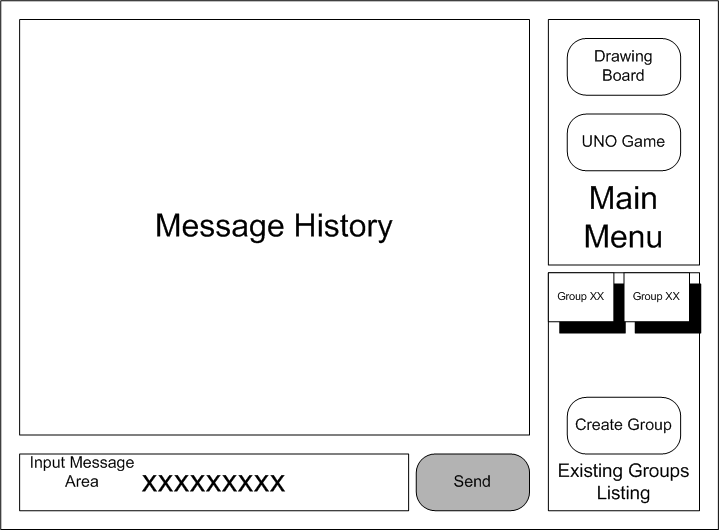 Message History
Input Message
Area
XXXXXXXXX
Send
Drawing
Board
UNO Game
Main
Menu
Group XX
Group XX
Create Group
Existing Groups
Listing